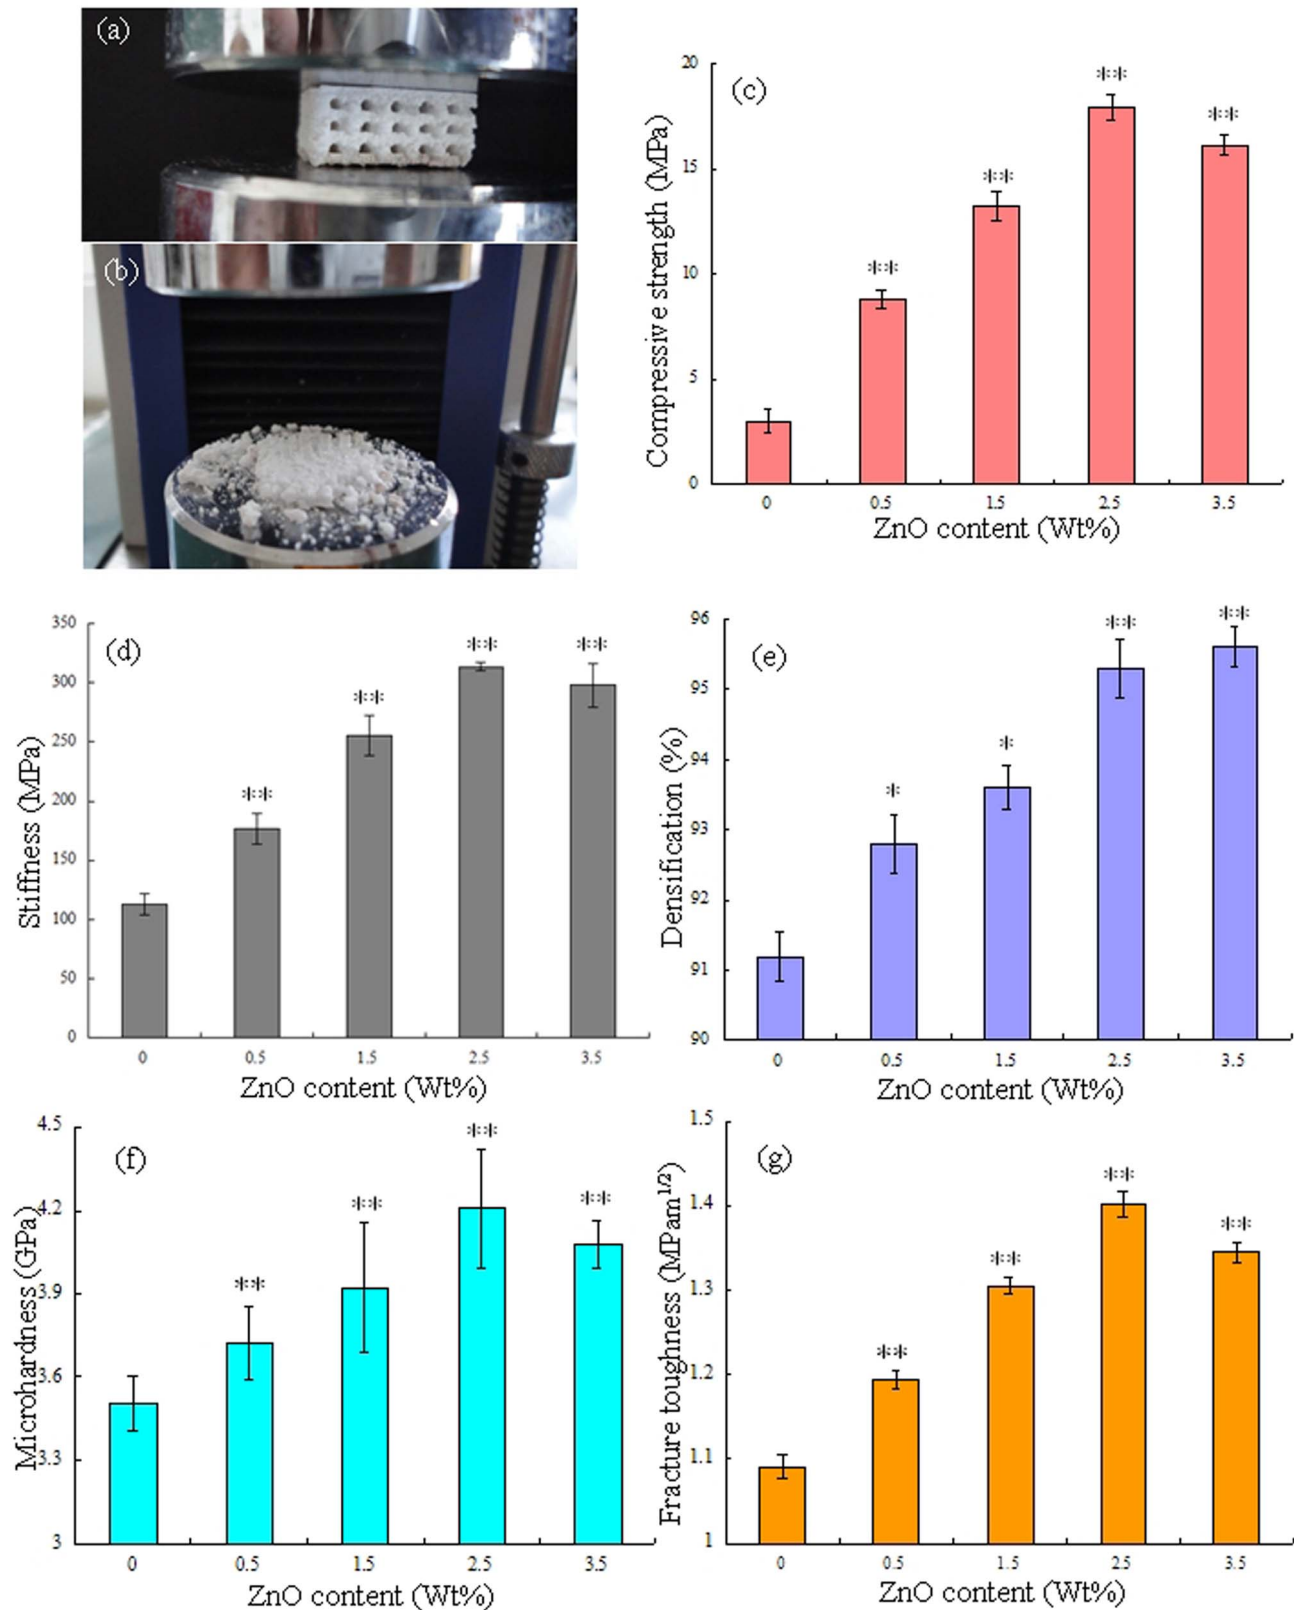 (a)
(b)
(c)
20
15
10
5
0
Compressive strength (MPa)
**
**
**
**
0 0.5 1.5 2.5 3.5
ZnO content (Wt%)
(d)
350
300
250
200
150
100
50
0
Stiffness (MPa)
**
**
**
**
0 0.5 1.5 2.5 3.5
ZnO content (Wt%)
(e)
96
95
94
93
92
91
90
Densification (%)
*
*
**
**
0 0.5 1.5 2.5 3.5
ZnO content (Wt%)
(f)
4.5
4.2
3.9
3.6
3.3
3
Microhardness (GPa)
**
**
**
**
0 0.5 1.5 2.5 3.5
ZnO content (Wt%)
(g)
1.5
1.4
1.3
1.2
1.1
1
Fracture toughness (MPam1/2)
**
**
**
**
0 0.5 1.5 2.5 3.5
ZnO content (Wt%)